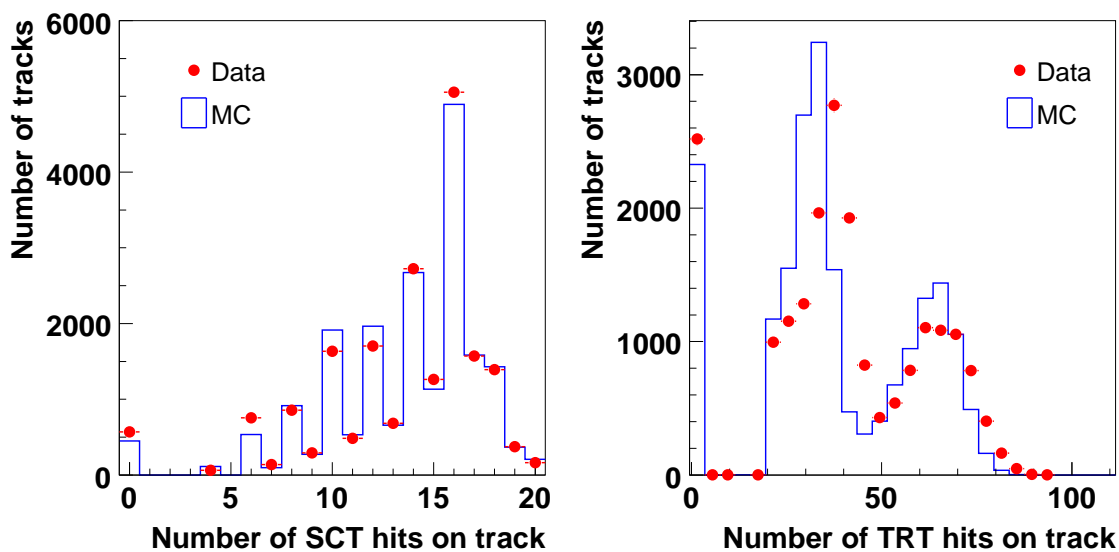 Number of tracks
6000
4000
2000
0
Data
MC
0 5 10 15 20
Number of SCT hits on track
Number of tracks
3000
2000
1000
0
Data
MC
0 50 100
Number of TRT hits on track